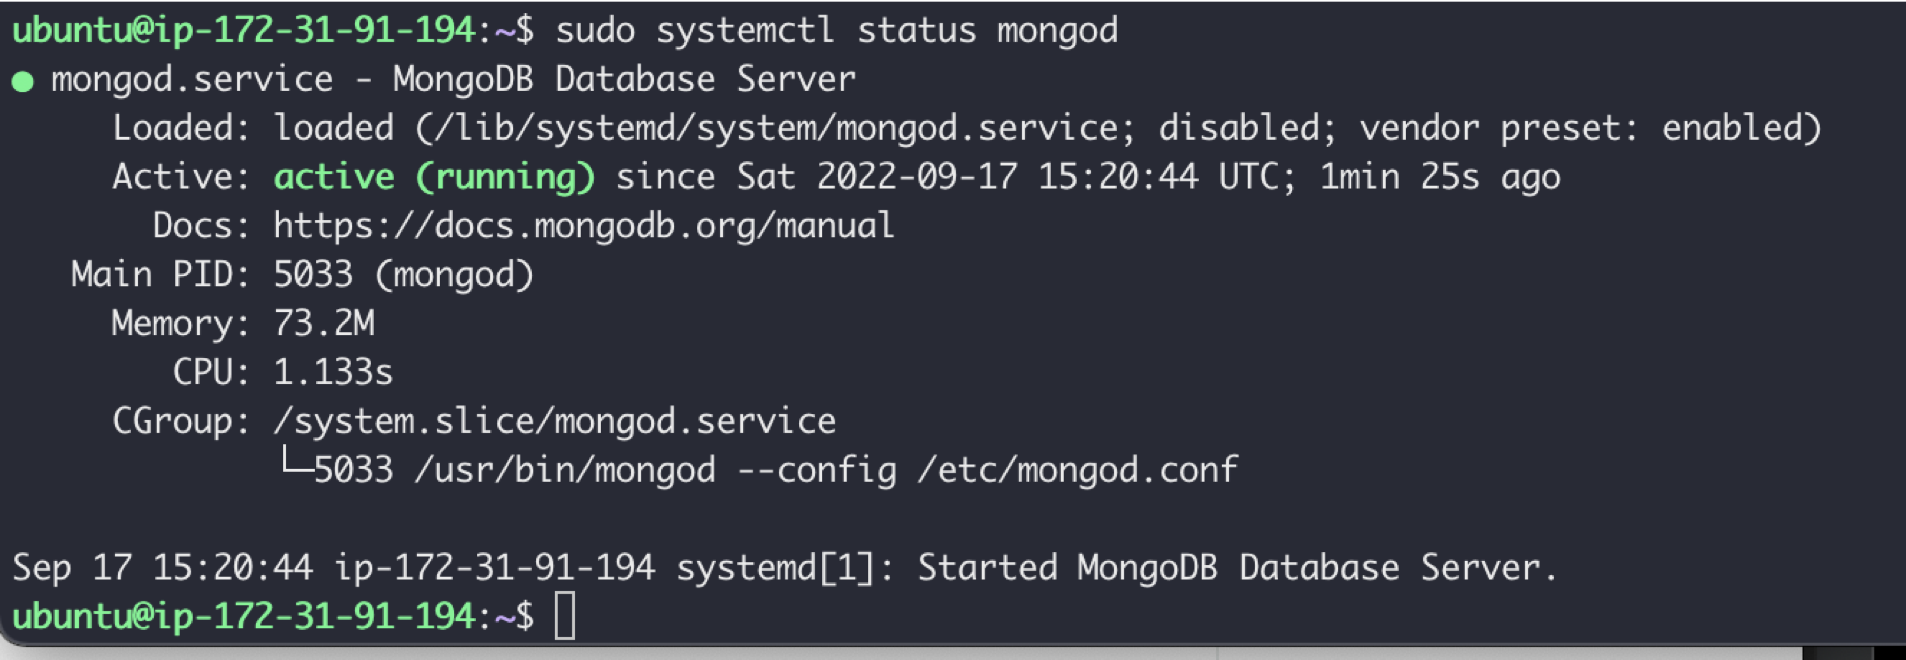 ubuntu@ip-172-31-91-194:~$ sudo systemctl status mongod
● mongod.service - MongoDB Database Server
Loaded: loaded (/lib/systemd/system/mongod.service; disabled; vendor preset: enabled)
Active: active (running) since Sat 2022-09-17 15:20:44 UTC; 1min 25s ago
Docs: https://docs.mongodb.org/manual
Main PID: 5033 (mongod)
Memory: 73.2M
CPU: 1.133s
CGroup: /system.slice/mongod.service
└─5033 /usr/bin/mongod --config /etc/mongod.conf
Sep 17 15:20:44 ip-172-31-91-194 systemd[1]: Started MongoDB Database Server.
ubuntu@ip-172-31-91-194:~$